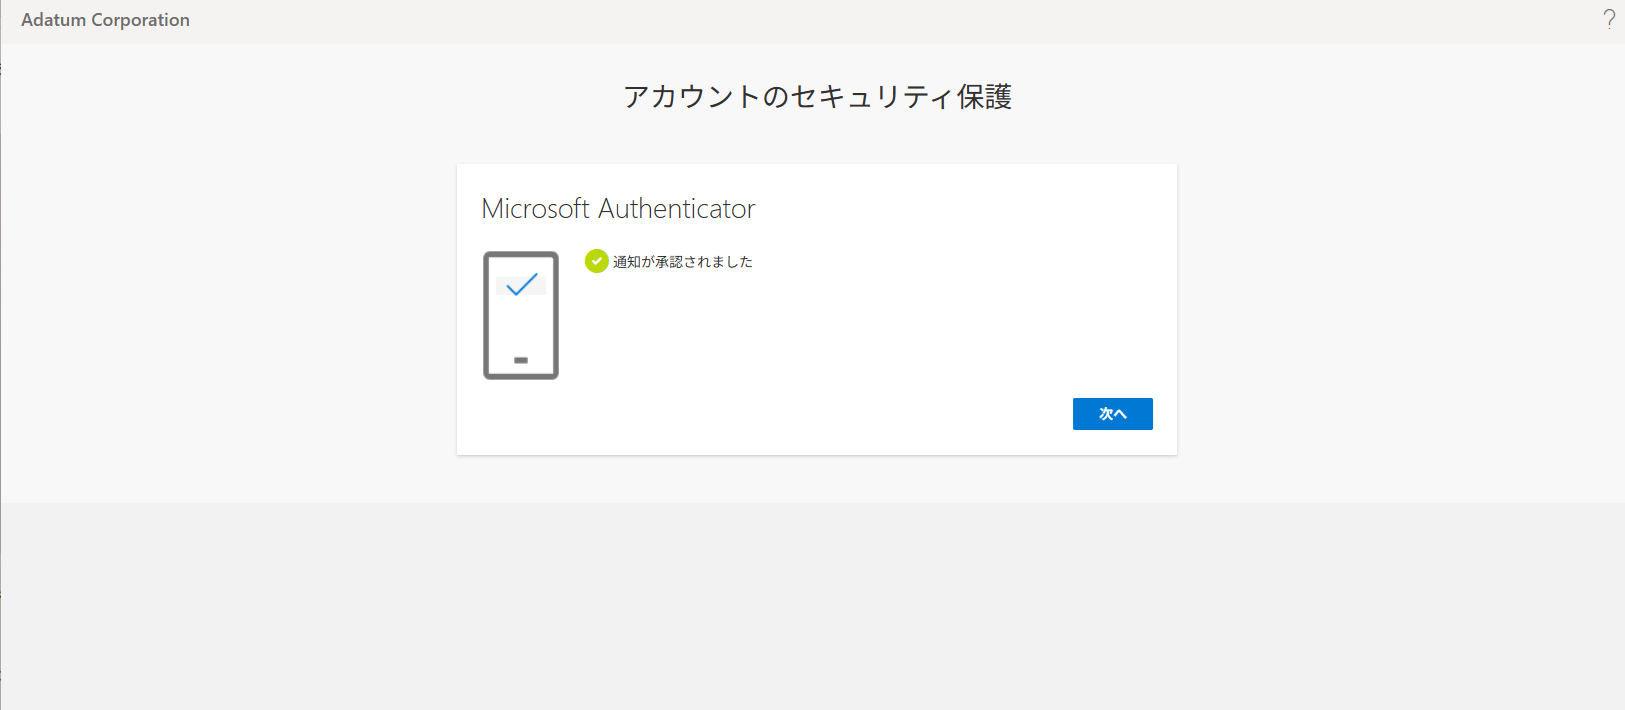 Adatum Corporation
?
アカウントのセキュリティ保護
Microsoft Authenticator
通知が承認されました
次へ